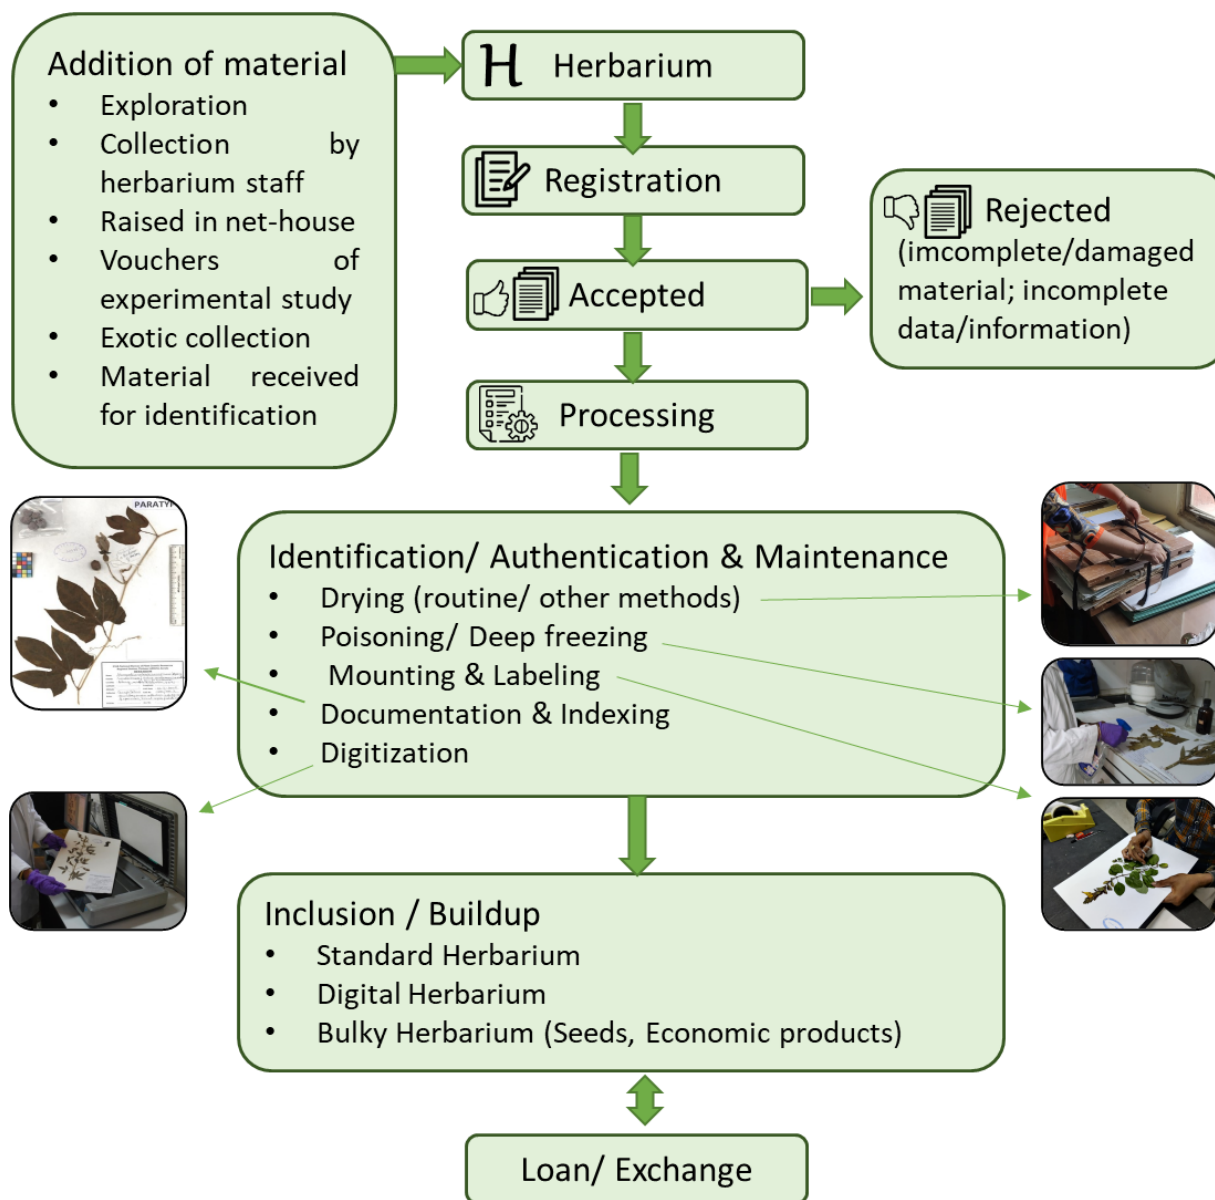 Addition of material
• Exploration
• Collection by
herbarium staff
• Raised in net-house
• Vouchers of
experimental study
• Exotic collection
• Material received
for identification
H Herbarium
Registration
Accepted
Rejected
(imcomplete/damaged
material; incomplete
data/information)
Processing
PARATYP
Identification/ Authentication & Maintenance
• Drying (routine/ other methods)
• Poisoning/ Deep freezing
• Mounting & Labeling
• Documentation & Indexing
• Digitization
Inclusion / Buildup
• Standard Herbarium
• Digital Herbarium
• Bulky Herbarium (Seeds, Economic products)
Loan/ Exchange